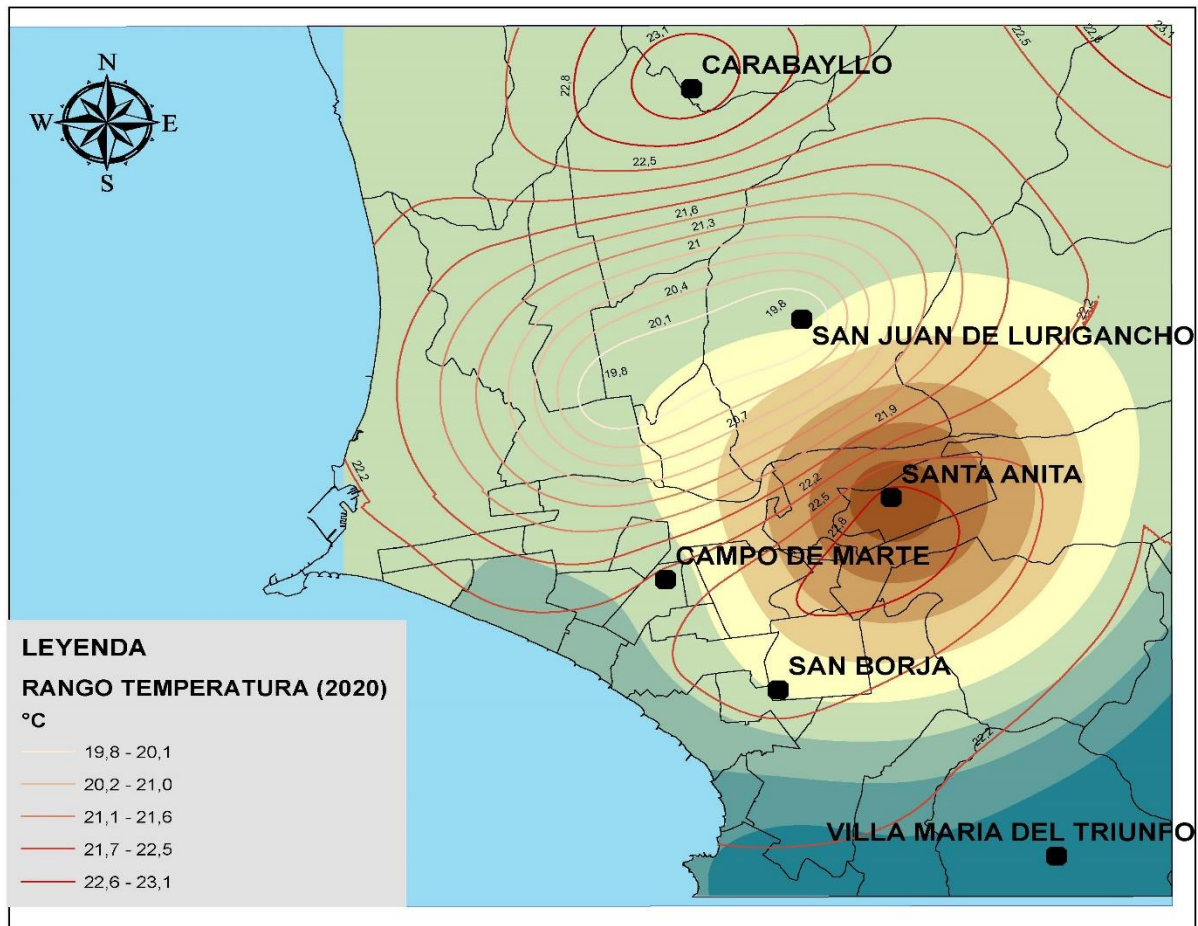 23,1
22,8
22,5
22,8
23,1
N
W
E
S
CARABAYLLO
22,5
21,6
21,3
21
20,4
20,1
19,8
19,8
22,2
SAN JUAN DE LURIGANCHO
20,7
21,9
22,2
22,2
22,5
22,8
SANTA ANITA
CAMPO DE MARTE
SAN BORJA
22,2
VILLA MARIA DEL TRIUNFO
LEYENDA
RANGO TEMPERATURA (2020)
°C
19,8 - 20,1
20,2 - 21,0
21,1 - 21,6
21,7 - 22,5
22,6 - 23,1